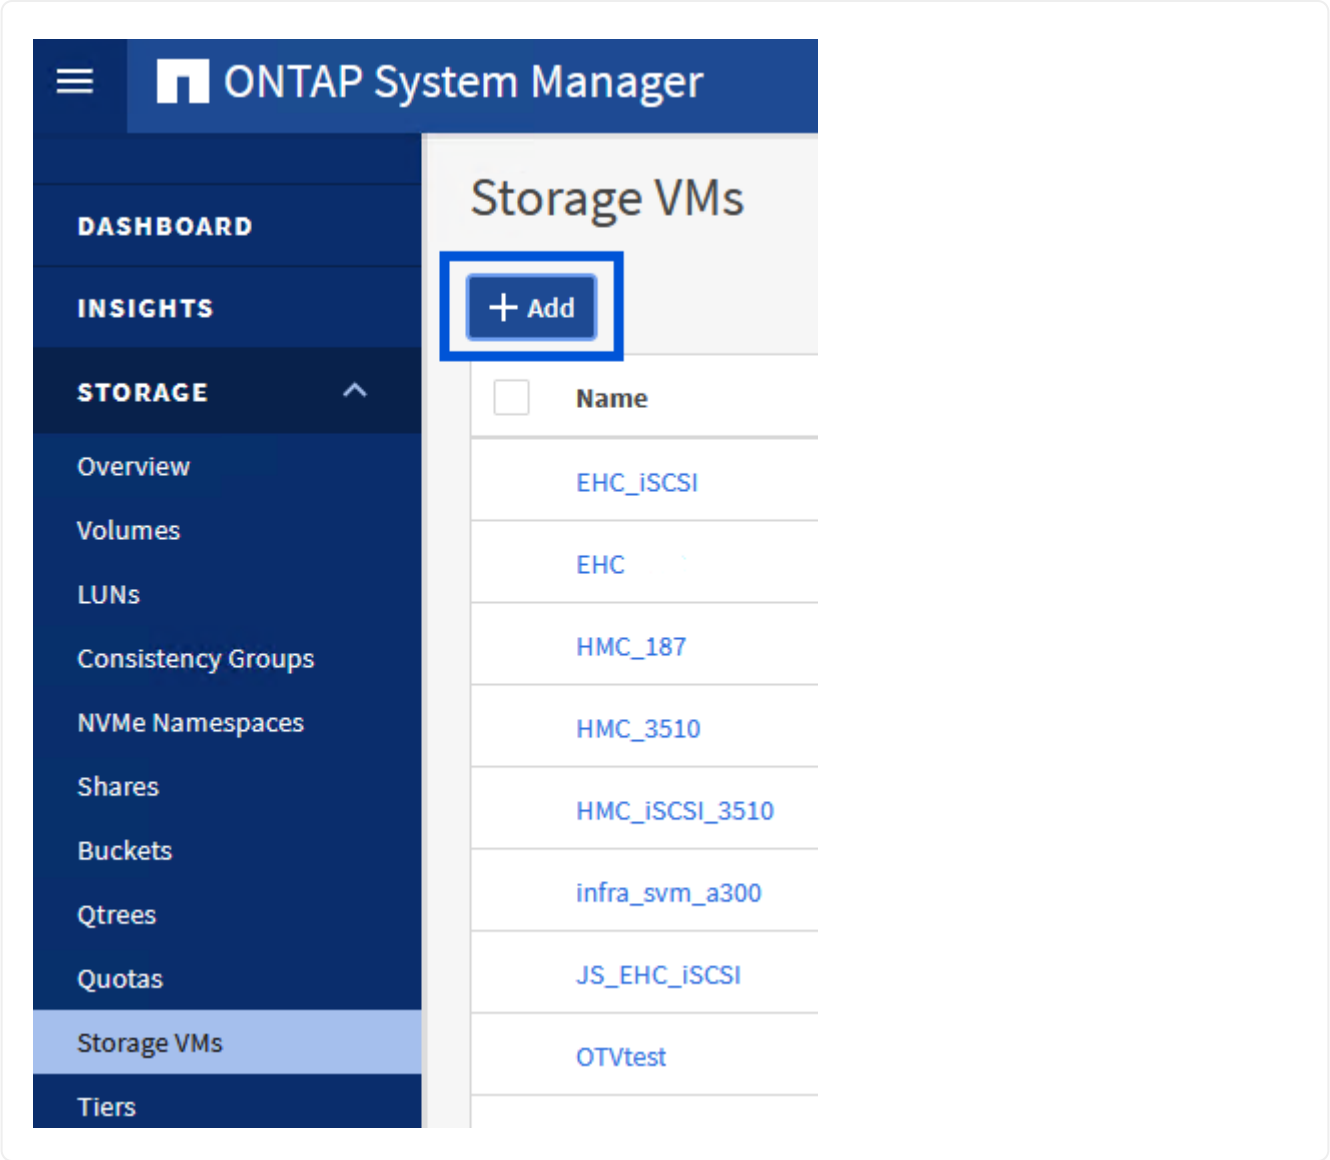 ONTAP System Manager
DASHBOARD
INSIGHTS
STORAGE
Overview
Volumes
LUNs
Consistency Groups
NVMe Namespaces
Shares
Buckets
Qtrees
Quotas
Storage VMs
Tiers
Storage VMs
+ Add
Name
EHC_iSCSI
EHC
HMC_187
HMC_3510
HMC_iSCSI_3510
infra_svm_a300
JS_EHC_iSCSI
OTVtest